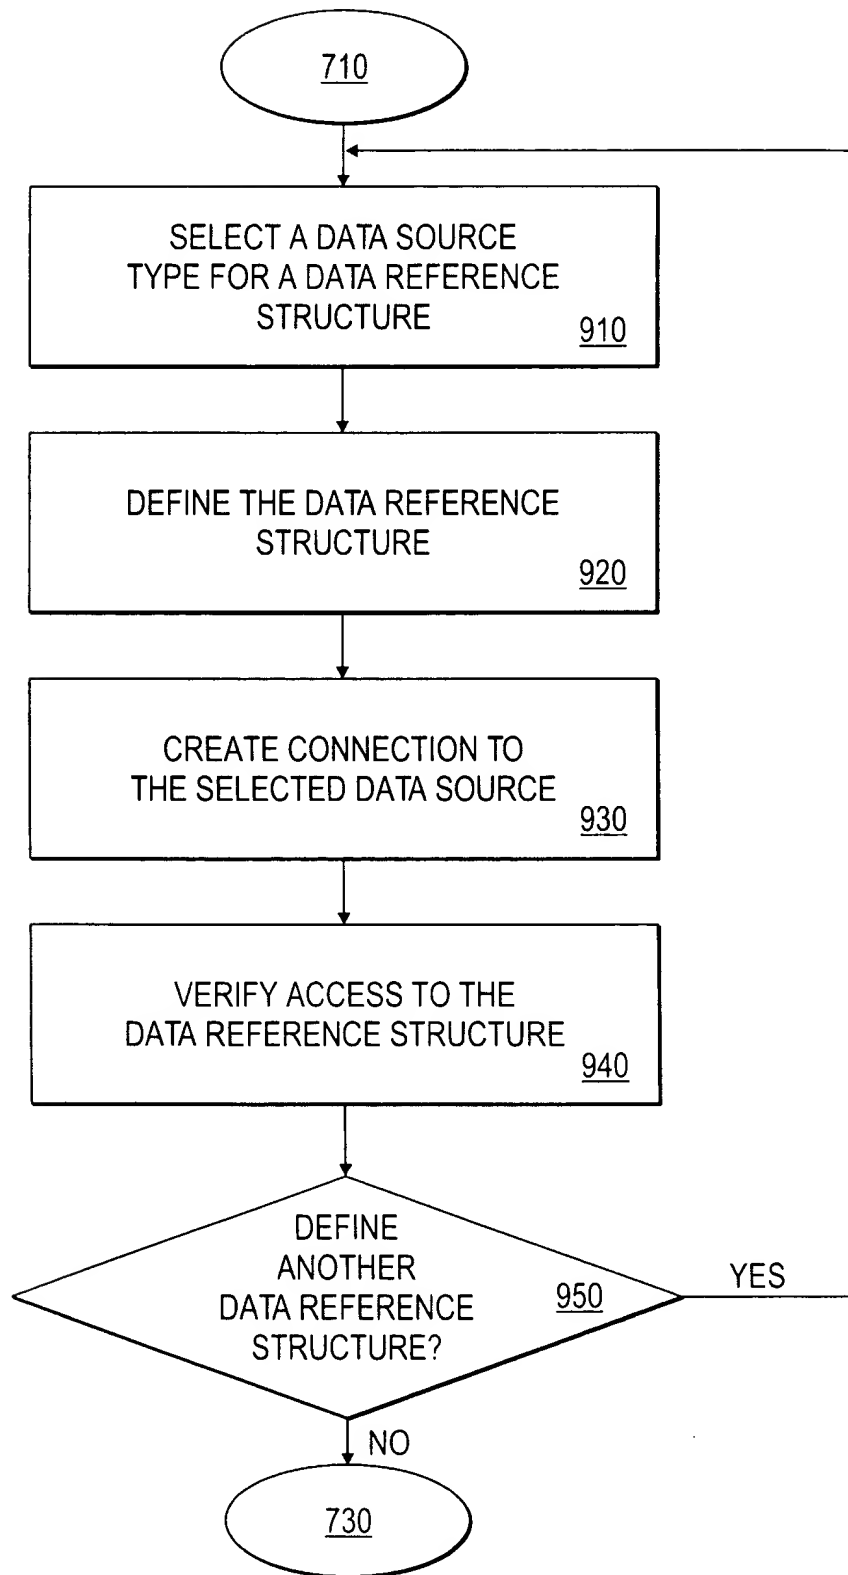 710
SELECT A DATA SOURCE
TYPE FOR A DATA REFERENCE
STRUCTURE
910
DEFINE THE DATA REFERENCE
STRUCTURE
920
CREATE CONNECTION TO
THE SELECTED DATA SOURCE
930
VERIFY ACCESS TO THE
DATA REFERENCE STRUCTURE
940
DEFINE
ANOTHER
DATA REFERENCE
STRUCTURE?
950
YES
NO
730